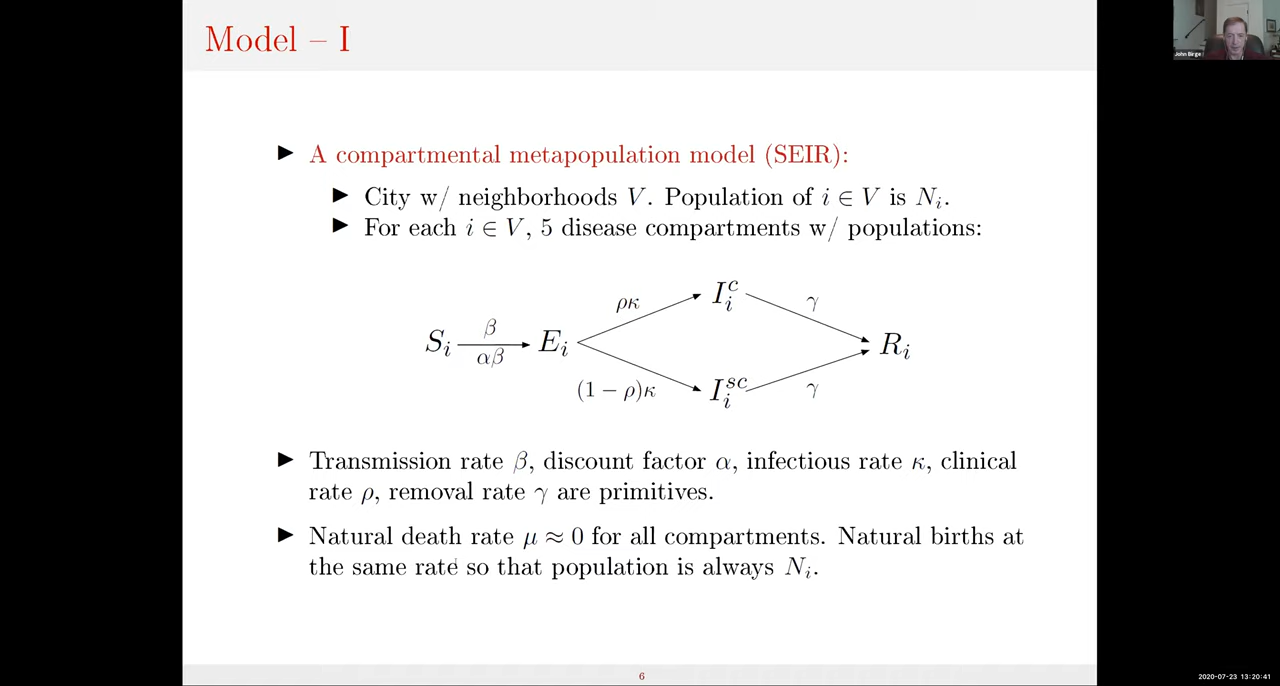 Model – I
John Birge
▶ A compartmental metapopulation model (SEIR):
▶ City w/ neighborhoods V. Population of i ∈ V is Nᵢ.
▶ For each i ∈ V, 5 disease compartments w/ populations:
ρκ
Iᵢᶜ
γ
Sᵢ
β
αβ
Eᵢ
Rᵢ
(1 − ρ)κ
Iᵢˢᶜ
γ
▶ Transmission rate β, discount factor α, infectious rate κ, clinical
rate ρ, removal rate γ are primitives.
▶ Natural death rate μ ≈ 0 for all compartments. Natural births at
the same rate so that population is always Nᵢ.
6
2020-07-23 13:20:41